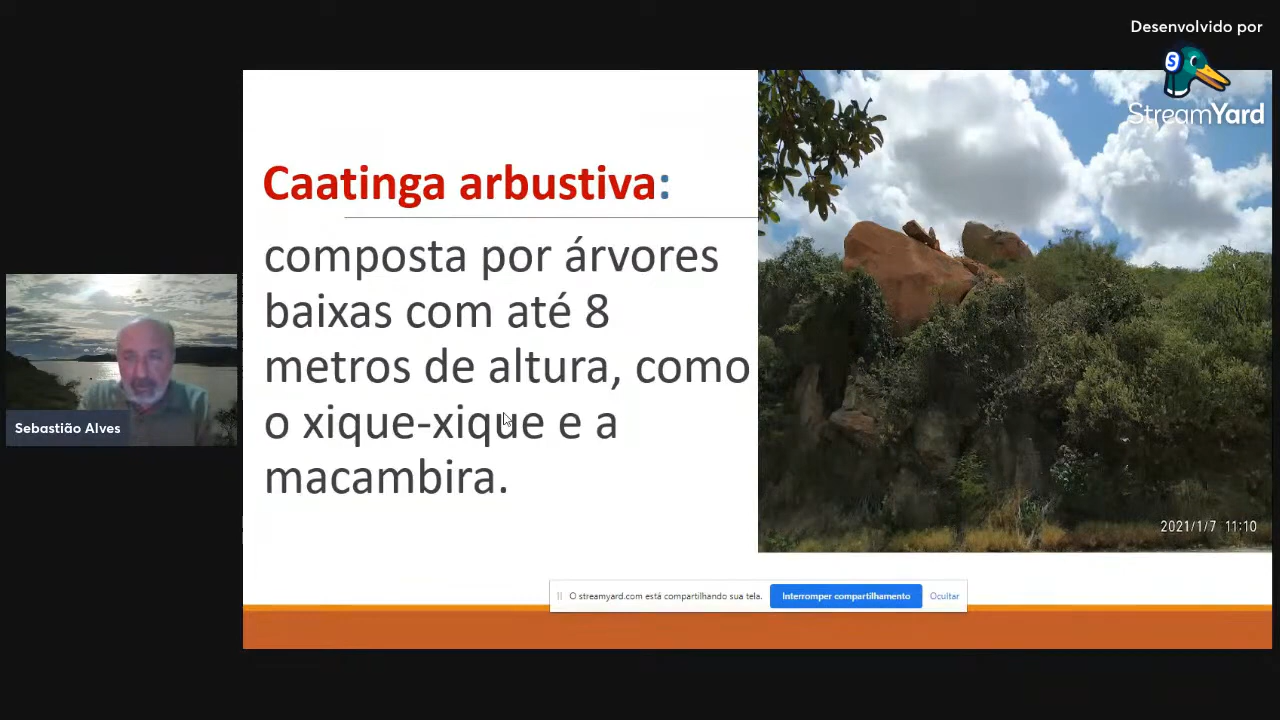 Desenvolvido por
S
StreamYard
Caatinga arbustiva:
composta por árvores
baixas com até 8
metros de altura, como
o xique-xique e a
macambira.
Sebastião Alves
2021/1/7 11:10
O streamyard.com está compartilhando sua tela.
Interromper compartilhamento
Ocultar